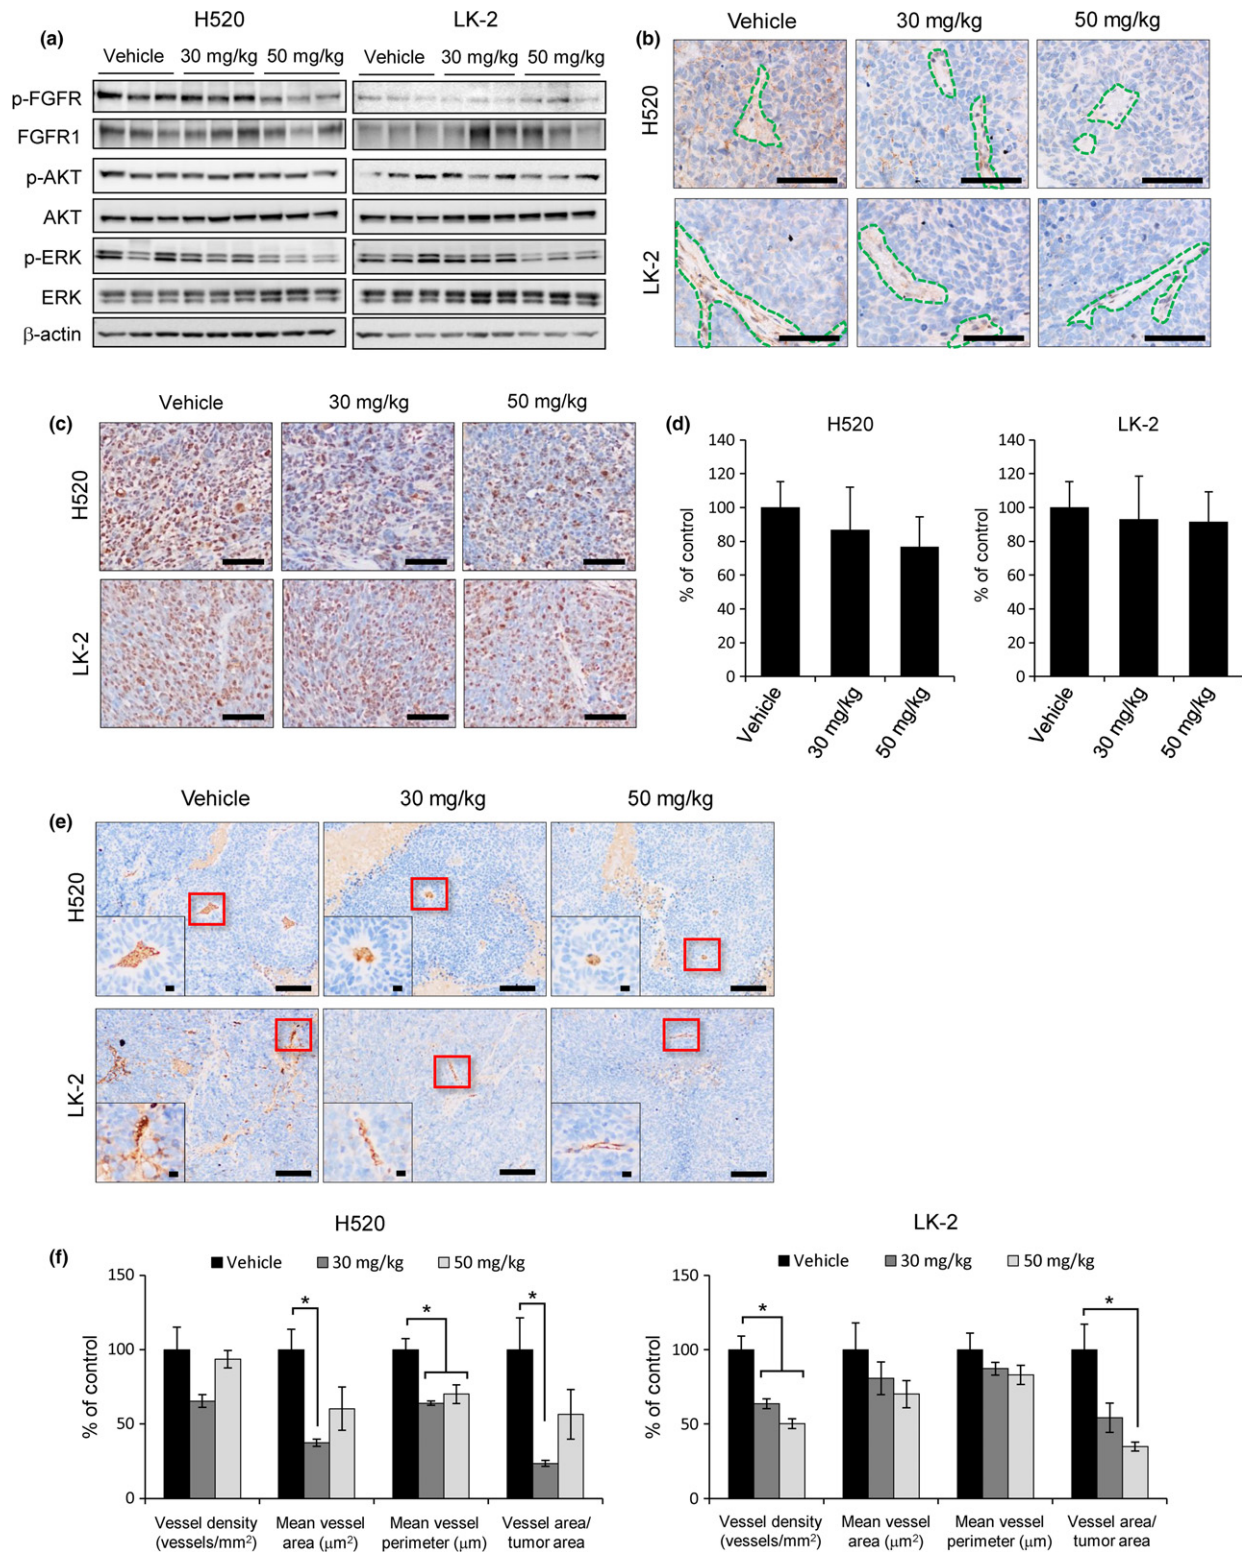 (a)
H520
LK-2
Vehicle 30 mg/kg 50 mg/kg
Vehicle 30 mg/kg 50 mg/kg
p-FGFR
FGFR1
p-AKT
AKT
p-ERK
ERK
β-actin
(b)
Vehicle 30 mg/kg 50 mg/kg
H520
LK-2
(c)
Vehicle 30 mg/kg 50 mg/kg
H520
LK-2
(d)
H520
% of control
140
120
100
80
60
40
20
0
Vehicle
30 mg/kg
50 mg/kg
LK-2
% of control
140
120
100
80
60
40
20
0
Vehicle
30 mg/kg
50 mg/kg
(e)
Vehicle 30 mg/kg 50 mg/kg
H520
LK-2
(f)
H520
Vehicle 30 mg/kg 50 mg/kg
% of control
150
100
50
0
* * *
Vessel density
(vessels/mm²)
Mean vessel
area (µm²)
Mean vessel
perimeter (µm)
Vessel area/
tumor area
LK-2
Vehicle 30 mg/kg 50 mg/kg
% of control
150
100
50
0
* *
Vessel density
(vessels/mm²)
Mean vessel
area (µm²)
Mean vessel
perimeter (µm)
Vessel area/
tumor area